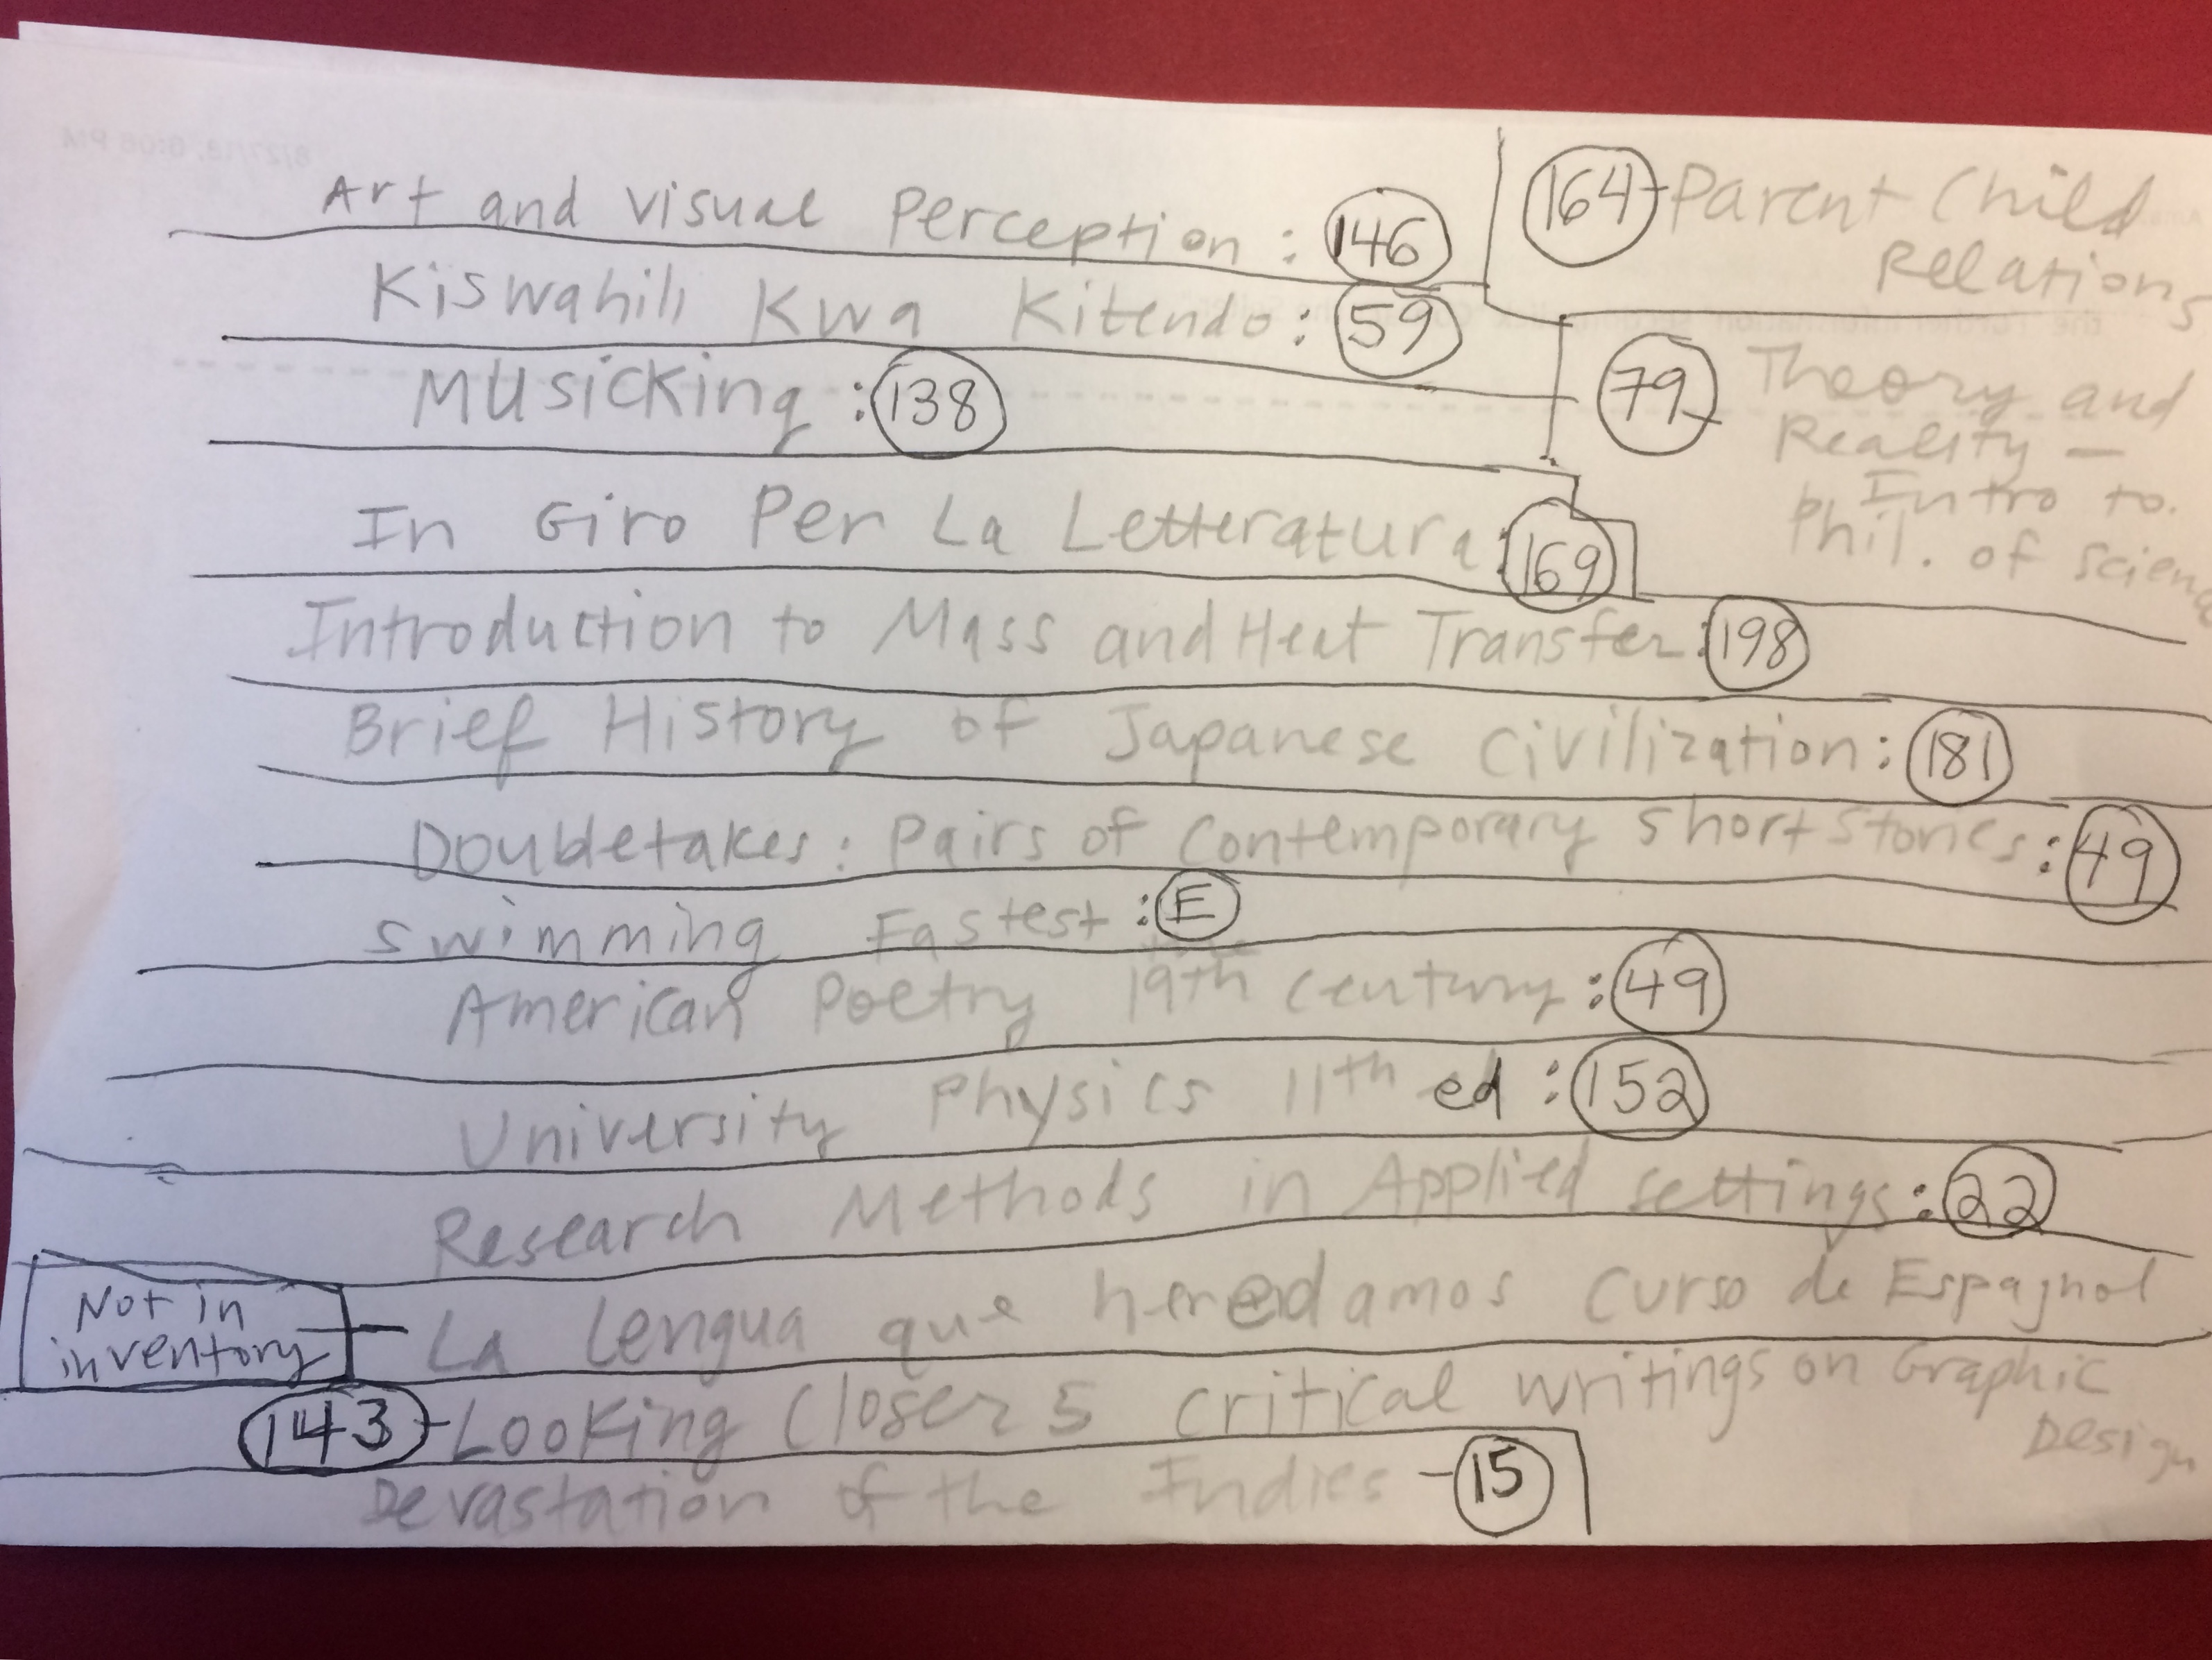 Art and visual Perception : 146
Kiswahili Kwa Kitendo : 59
Musicking : 138
In Giro Per La Letteratura : 169
Introduction to Mass and Heat Transfer : 198
Brief History of Japanese Civilization : 181
Doubletakes : Pairs of Contemporary Short Stories : 49
Swimming Fastest : E
American Poetry 19th century : 49
University Physics 11th ed : 152
Research Methods in Applied Settings : 22
Not in
inventory
— La lengua que heredamos Curso de Espagnol
143 - Looking Closer 5 critical writings on Graphic
Design
Devastation of the Indies - 15
164 - Parent Child
Relations
79 - Theory and
Reality —
Intro to.
Phil. of Scienc